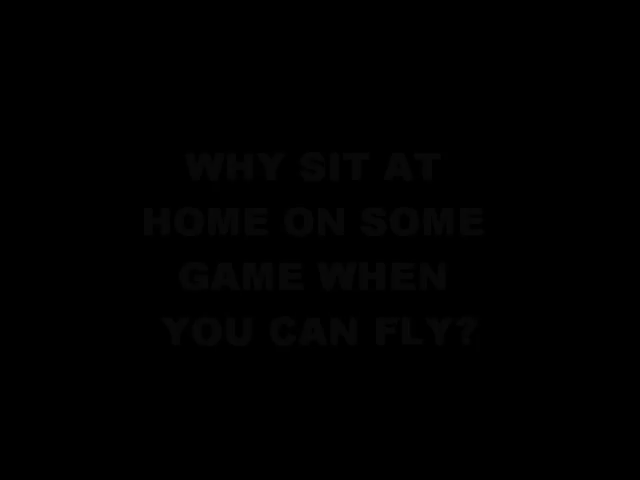 WHY SIT AT
HOME ON SOME
GAME WHEN
YOU CAN FLY?